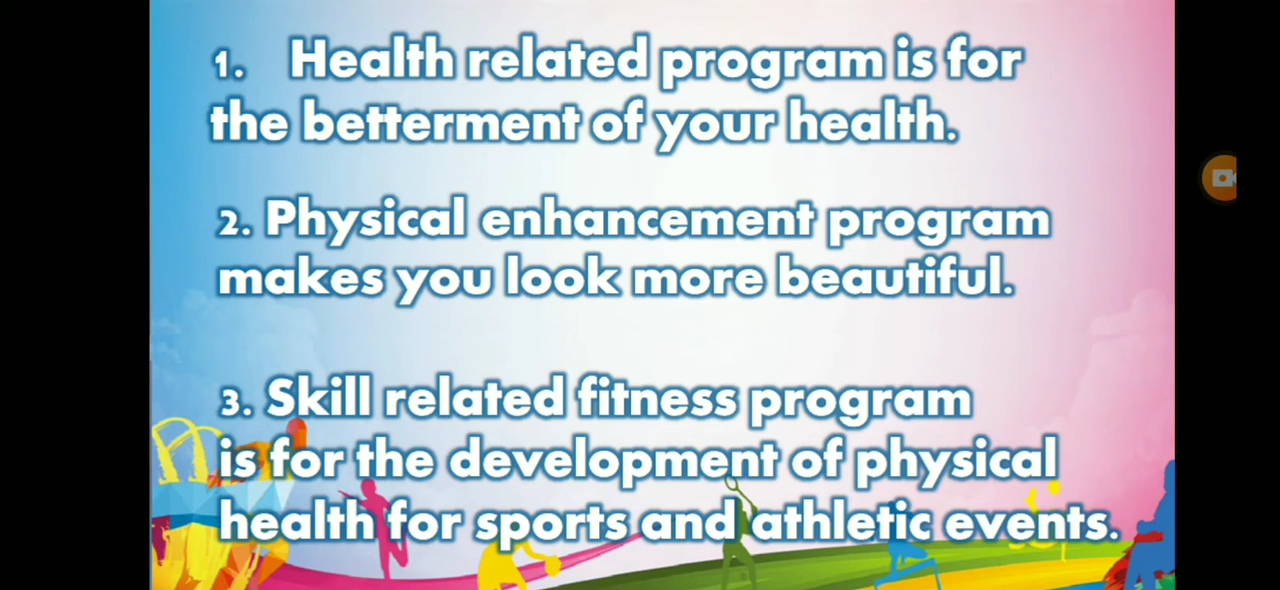 1. Health related program is for
the betterment of your health.
2. Physical enhancement program
makes you look more beautiful.
3. Skill related fitness program
is for the development of physical
health for sports and athletic events.